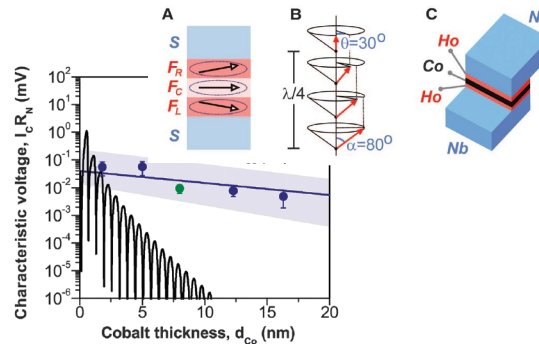 A
S
F_R
F_C
F_L
S
B
θ=30°
λ/4
α=80°
C
Ho
Co
Ho
Nb
Characteristic voltage, I_C R_N (mV)
10^2
10^1
10^0
10^-1
10^-2
10^-3
10^-4
10^-5
10^-6
0
5
10
15
20
Cobalt thickness, d_Co (nm)